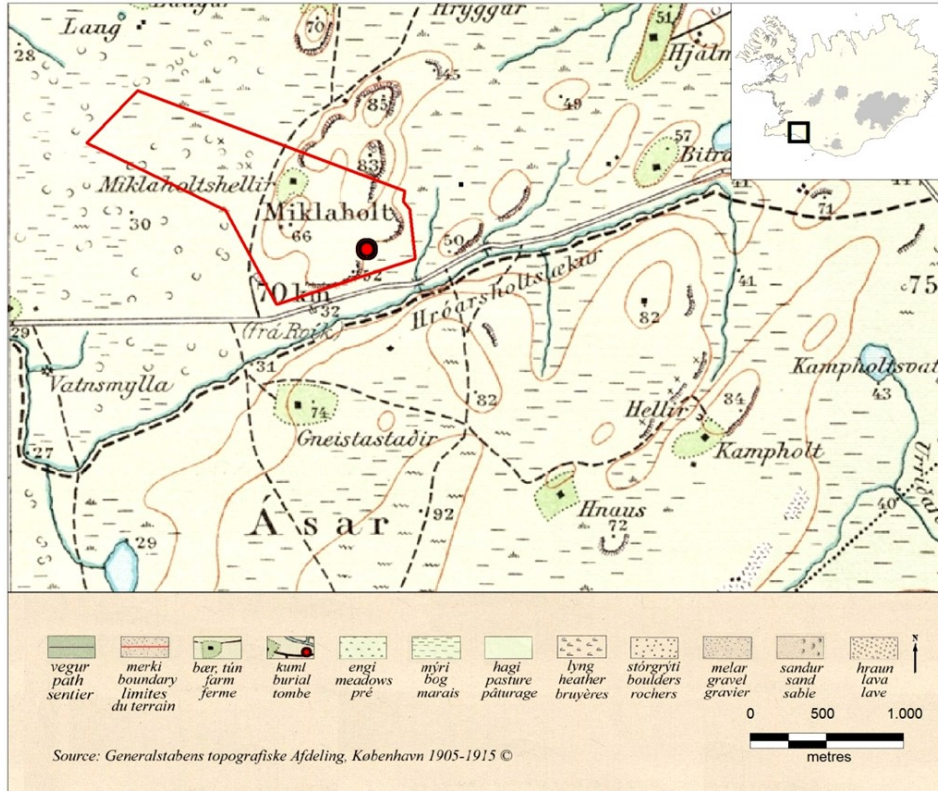 Lang
70
Hryggur
51
Hjálm
28
45
85
49
57
Bitra
83
Miklaholtshellir
Miklaholt
30
66
50
41
44
71
32
70 km
32
(frá Rvík)
Hróarsholtslækur
82
41
75
29
31
Vatnsmylla
Kampholtsvat
43
82
84
Hellir
74
Gneistastaðir
Kampholt
27
Hnaus
72
40
Urriða
Ásar
92
29
vegur
path
sentier
merki
boundary
limites
du terrain
bær, tún
farm
ferme
kuml
burial
tombe
engi
meadows
pré
mýri
bog
marais
hagi
pasture
pâturage
lyng
heather
bruyères
stórgrýti
boulders
rochers
melar
gravel
gravier
sandur
sand
sable
hraun
lava
lave
N
0 500 1.000
metres
Source: Generalstabens topografiske Afdeling, København 1905-1915 ©